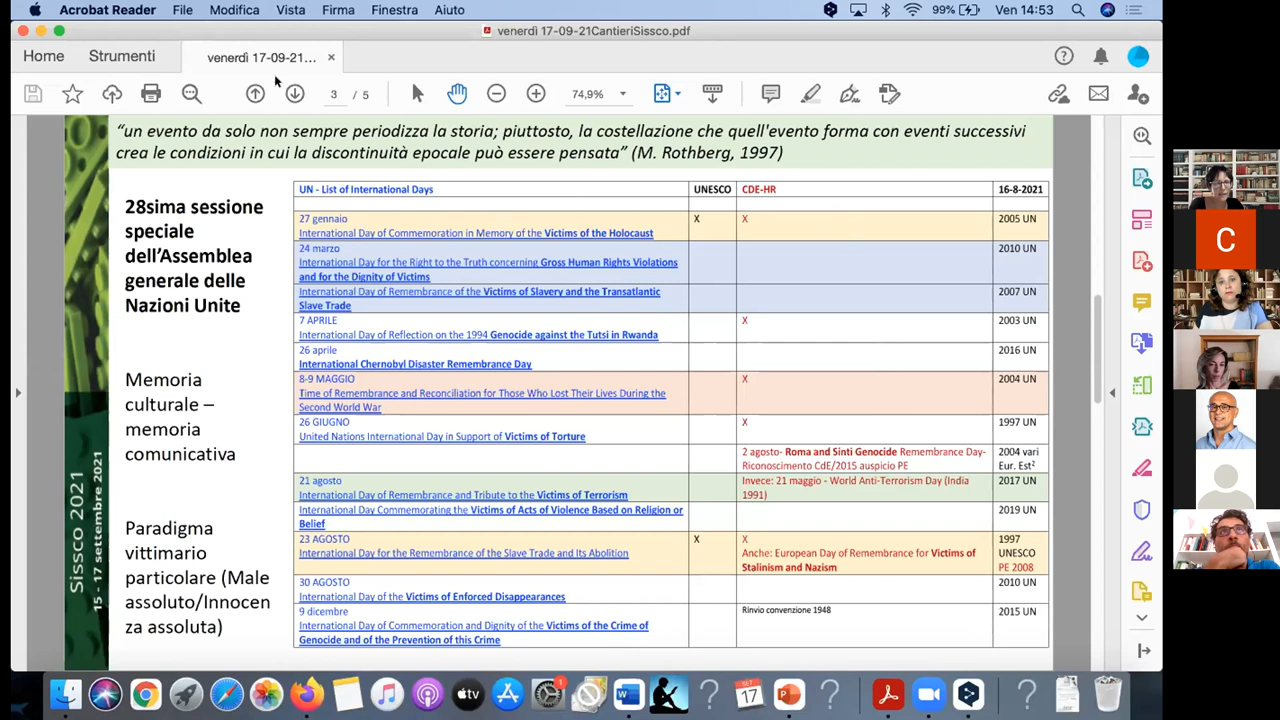 Acrobat Reader File Modifica Vista Firma Finestra Aiuto 99% Ven 14:53
venerdì 17-09-21CantieriSissco.pdf
Home Strumenti venerdì 17-09-21... ×
3 / 5 74,9%
“un evento da solo non sempre periodizza la storia; piuttosto, la costellazione che quell'evento forma con eventi successivi
crea le condizioni in cui la discontinuità epocale può essere pensata” (M. Rothberg, 1997)
28sima sessione
speciale
dell’Assemblea
generale delle
Nazioni Unite
Memoria
culturale –
memoria
comunicativa
Paradigma
vittimario
particolare (Male
assoluto/Innocen
za assoluta)
Sissco 2021
15 - 17 settembre 2021
UN - List of International Days UNESCO CDE-HR 16-8-2021
27 gennaio X X 2005 UN
International Day of Commemoration in Memory of the Victims of the Holocaust
24 marzo 2010 UN
International Day for the Right to the Truth concerning Gross Human Rights Violations
and for the Dignity of Victims
International Day of Remembrance of the Victims of Slavery and the Transatlantic 2007 UN
Slave Trade
7 APRILE X 2003 UN
International Day of Reflection on the 1994 Genocide against the Tutsi in Rwanda
26 aprile 2016 UN
International Chernobyl Disaster Remembrance Day
8-9 MAGGIO X 2004 UN
Time of Remembrance and Reconciliation for Those Who Lost Their Lives During the
Second World War
26 GIUGNO X 1997 UN
United Nations International Day in Support of Victims of Torture
2 agosto- Roma and Sinti Genocide Remembrance Day- 2004 vari
Riconoscimento CdE/2015 auspicio PE Eur. Est²
21 agosto Invece: 21 maggio - World Anti-Terrorism Day (India 2017 UN
International Day of Remembrance and Tribute to the Victims of Terrorism 1991)
International Day Commemorating the Victims of Acts of Violence Based on Religion or 2019 UN
Belief
23 AGOSTO X X 1997
International Day for the Remembrance of the Slave Trade and Its Abolition Anche: European Day of Remembrance for Victims of UNESCO
Stalinism and Nazism PE 2008
30 AGOSTO 2010 UN
International Day of the Victims of Enforced Disappearances
9 dicembre Rinvio convenzione 1948 2015 UN
International Day of Commemoration and Dignity of the Victims of the Crime of
Genocide and of the Prevention of this Crime
C
SET
17
1